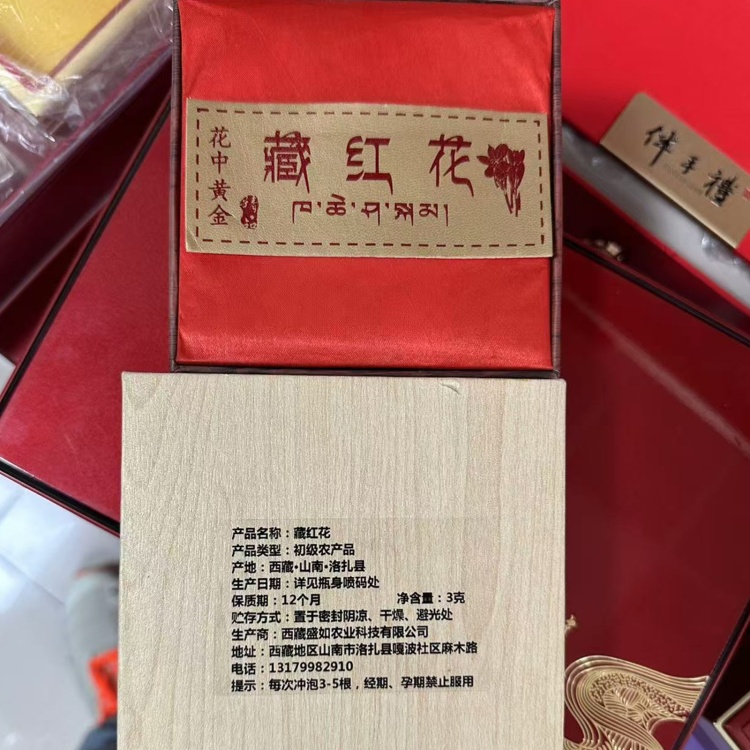 花中黄金
藏红花
ཁ་ཆེ་ཤ་སྐམ།
伴手禮
产品名称：藏红花
产品类型：初级农产品
产地：西藏·山南·洛扎县
生产日期：详见瓶身喷码处
保质期：12个月 净含量：3克
贮存方式：置于密封阴凉、干燥、避光处
生产商：西藏盛如农业科技有限公司
地址：西藏地区山南市洛扎县嘎波社区麻木路
电话：13179982910
提示：每次冲泡3-5根，经期、孕期禁止服用